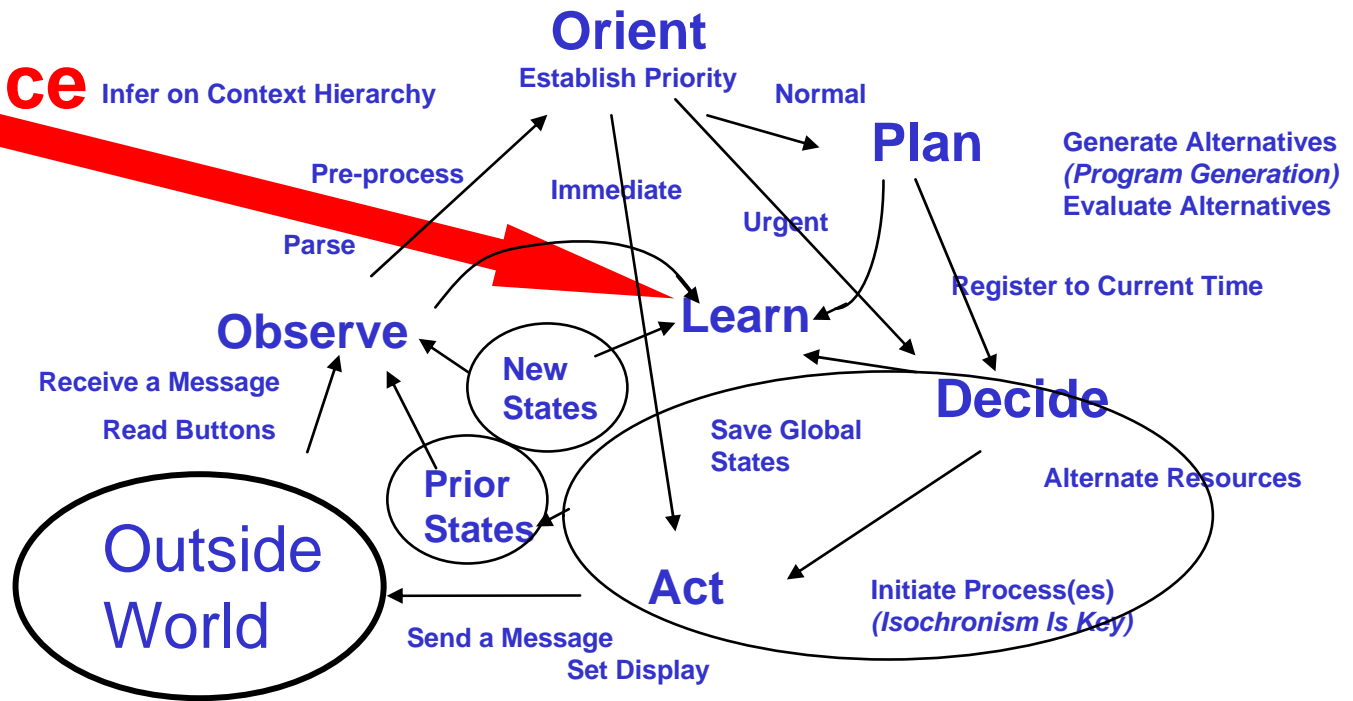 Orient
Establish Priority
ce
Infer on Context Hierarchy
Normal
Plan
Generate Alternatives
(Program Generation)
Evaluate Alternatives
Pre-process
Immediate
Urgent
Parse
Register to Current Time
Learn
Observe
New
States
Receive a Message
Read Buttons
Decide
Save Global
States
Alternate Resources
Prior
States
Outside
World
Act
Initiate Process(es)
(Isochronism Is Key)
Send a Message
Set Display